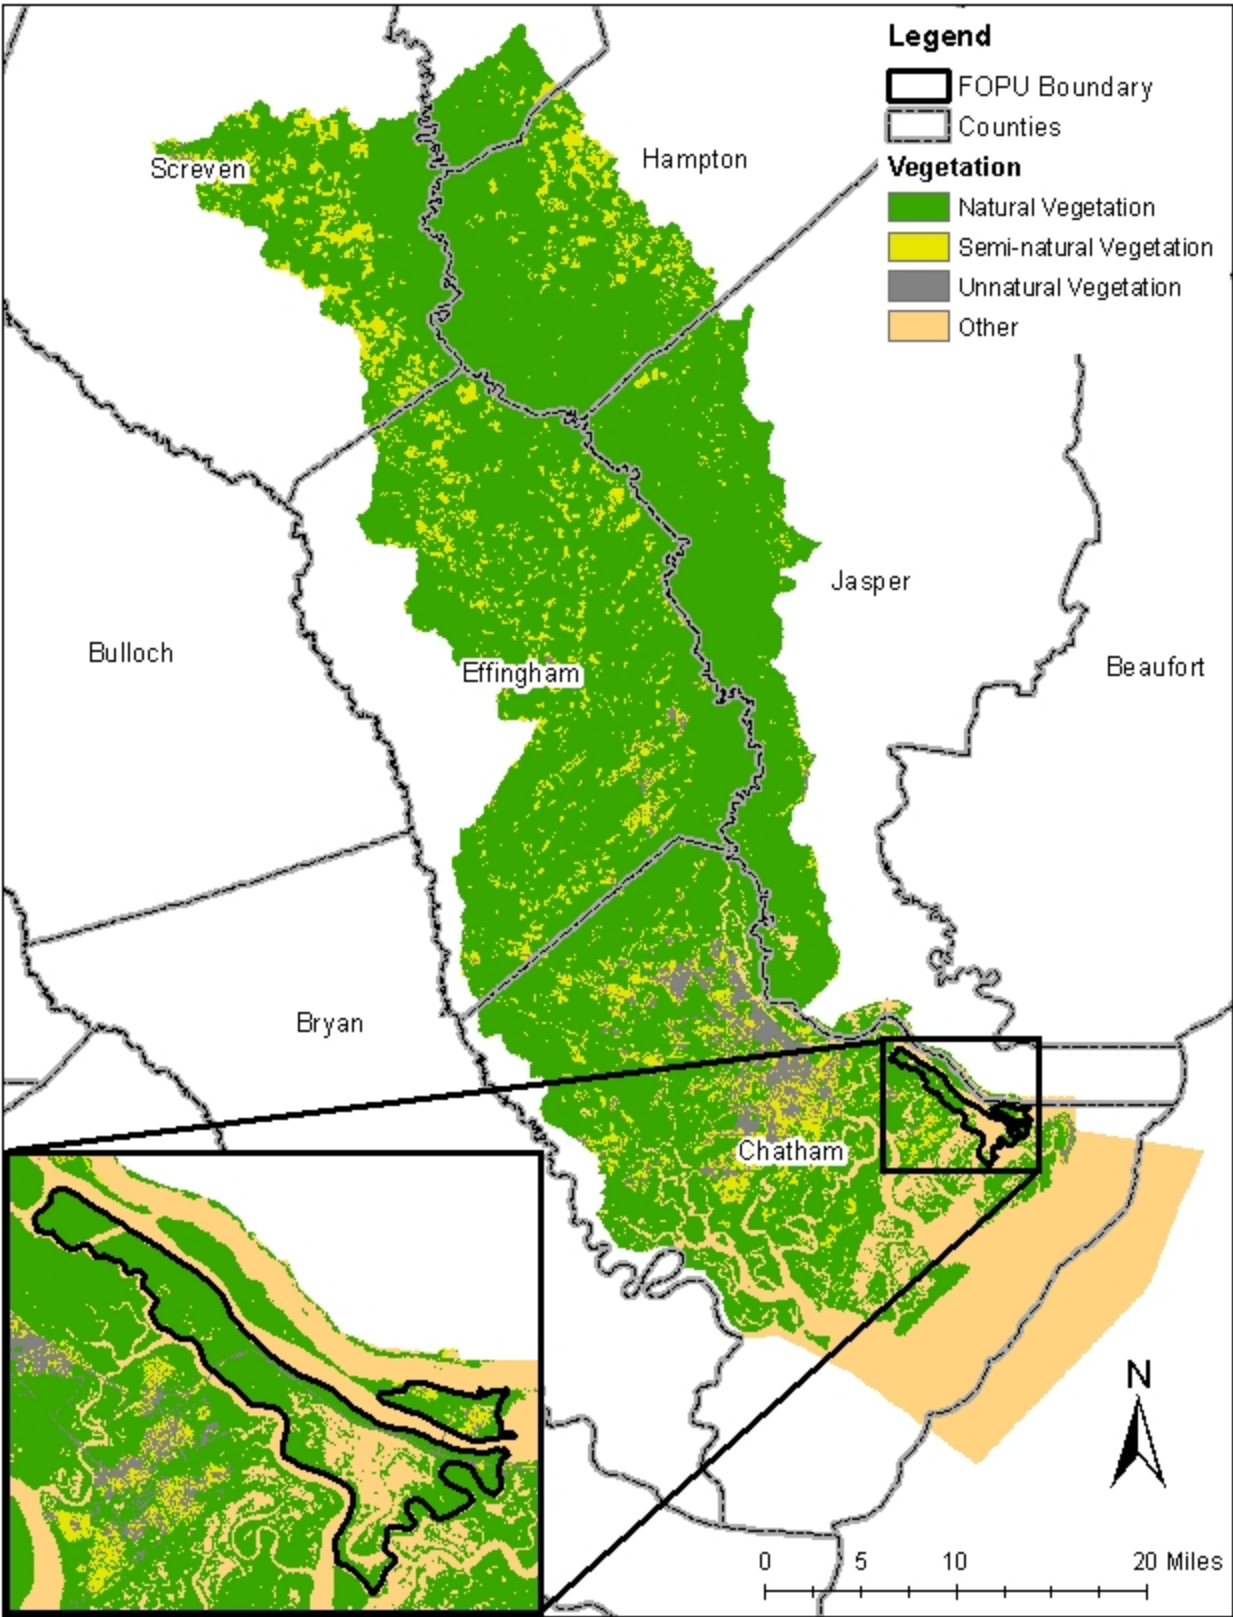 Legend
FOPU Boundary
Counties
Vegetation
Natural Vegetation
Semi-natural Vegetation
Unnatural Vegetation
Other
Screven
Hampton
Jasper
Bulloch
Effingham
Beaufort
Bryan
Chatham
N
0 5 10 20 Miles